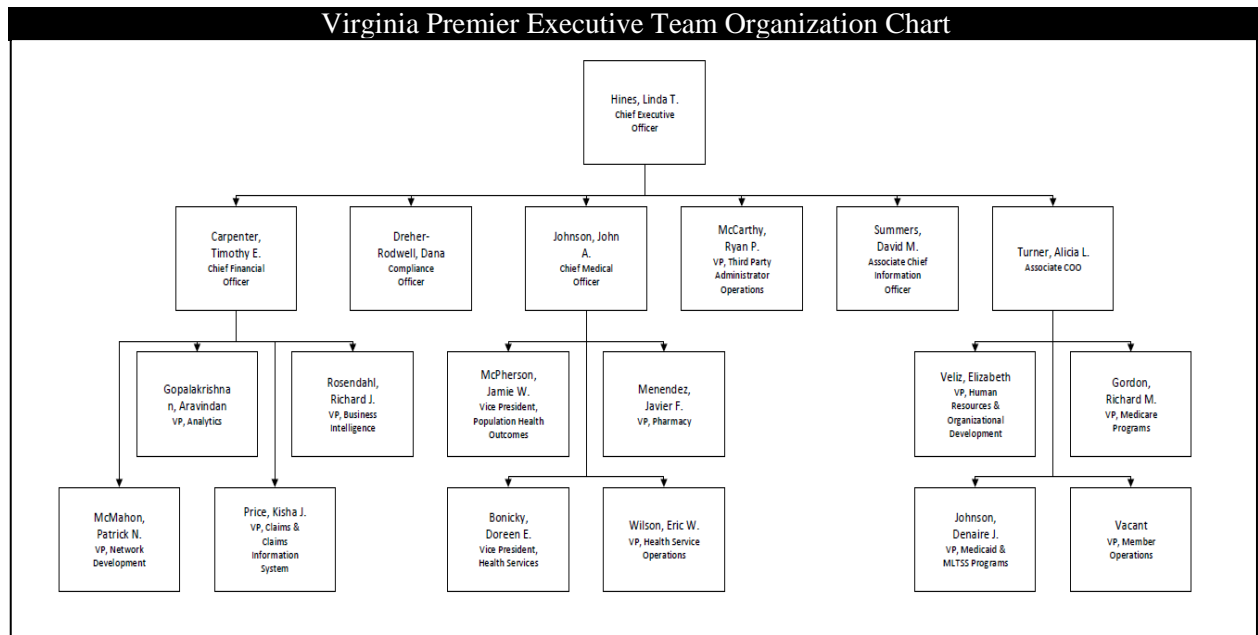 Virginia Premier Executive Team Organization Chart
Hines, Linda T.
Chief Executive
Officer
Carpenter,
Timothy E.
Chief Financial
Officer
Dreher-
Rodwell, Dana
Compliance
Officer
Johnson, John
A.
Chief Medical
Officer
McCarthy,
Ryan P.
VP, Third Party
Administrator
Operations
Summers,
David M.
Associate Chief
Information
Officer
Turner, Alicia L.
Associate COO
Gopalakrishna
n, Aravindan
VP, Analytics
Rosendahl,
Richard J.
VP, Business
Intelligence
McPherson,
Jamie W.
Vice President,
Population Health
Outcomes
Menendez,
Javier F.
VP, Pharmacy
Veliz, Elizabeth
VP, Human
Resources &
Organizational
Development
Gordon,
Richard M.
VP, Medicare
Programs
McMahon,
Patrick N.
VP, Network
Development
Price, Kisha J.
VP, Claims &
Claims
Information
System
Bonicky,
Doreen E.
Vice President,
Health Services
Wilson, Eric W.
VP, Health Service
Operations
Johnson,
Denaire J.
VP, Medicaid &
MLTSS Programs
Vacant
VP, Member
Operations